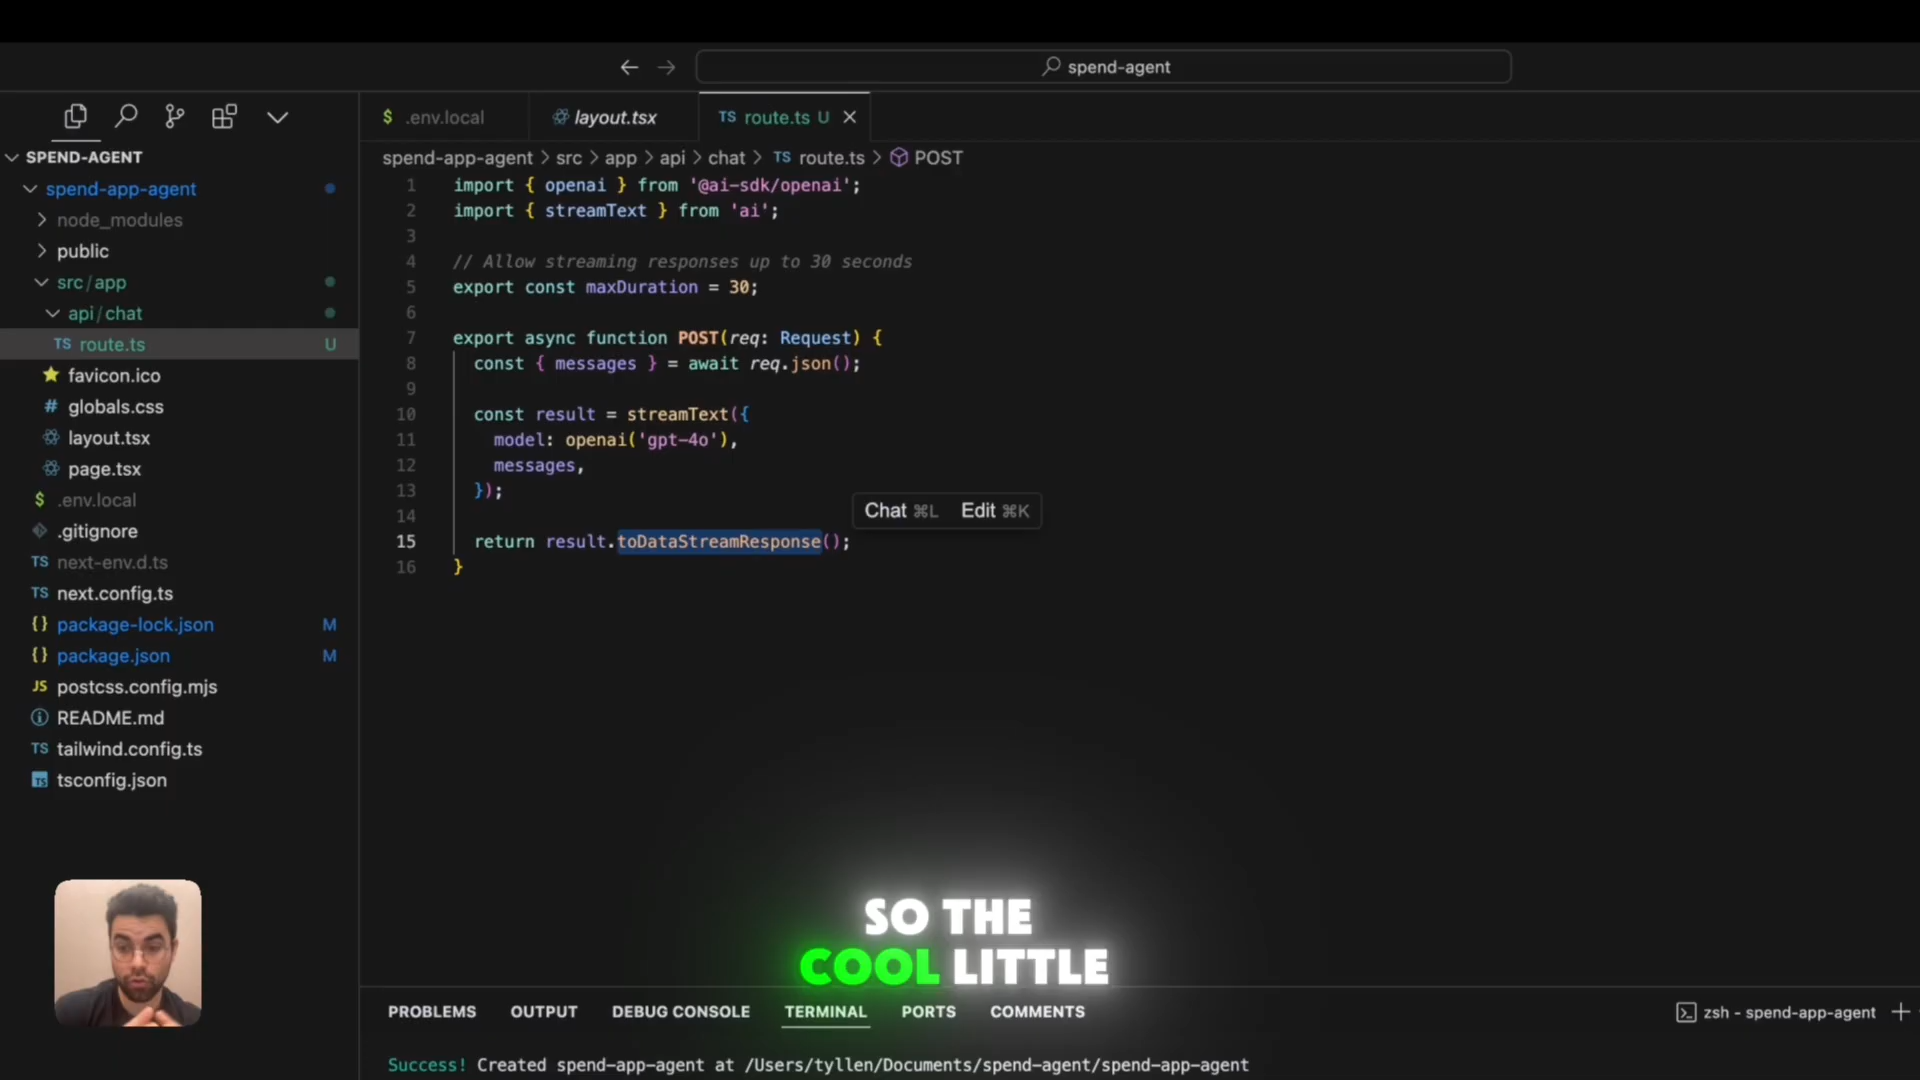 spend-agent
$ .env.local
layout.tsx
TS route.ts U
SPEND-AGENT
spend-app-agent > src > app > api > chat > TS route.ts > POST
spend-app-agent
node_modules
public
src/app
api/chat
TS route.ts U
favicon.ico
# globals.css
layout.tsx
page.tsx
$ .env.local
.gitignore
TS next-env.d.ts
TS next.config.ts
{} package-lock.json M
{} package.json M
JS postcss.config.mjs
README.md
TS tailwind.config.ts
TS tsconfig.json
1 import { openai } from '@ai-sdk/openai';
2 import { streamText } from 'ai';
3
4 // Allow streaming responses up to 30 seconds
5 export const maxDuration = 30;
6
7 export async function POST(req: Request) {
8 const { messages } = await req.json();
9
10 const result = streamText({
11 model: openai('gpt-4o'),
12 messages,
13 });
14
Chat ⌘L Edit ⌘K
15 return result.toDataStreamResponse();
16 }
SO THE
COOL LITTLE
PROBLEMS OUTPUT DEBUG CONSOLE TERMINAL PORTS COMMENTS
zsh - spend-app-agent
Success! Created spend-app-agent at /Users/tyllen/Documents/spend-agent/spend-app-agent